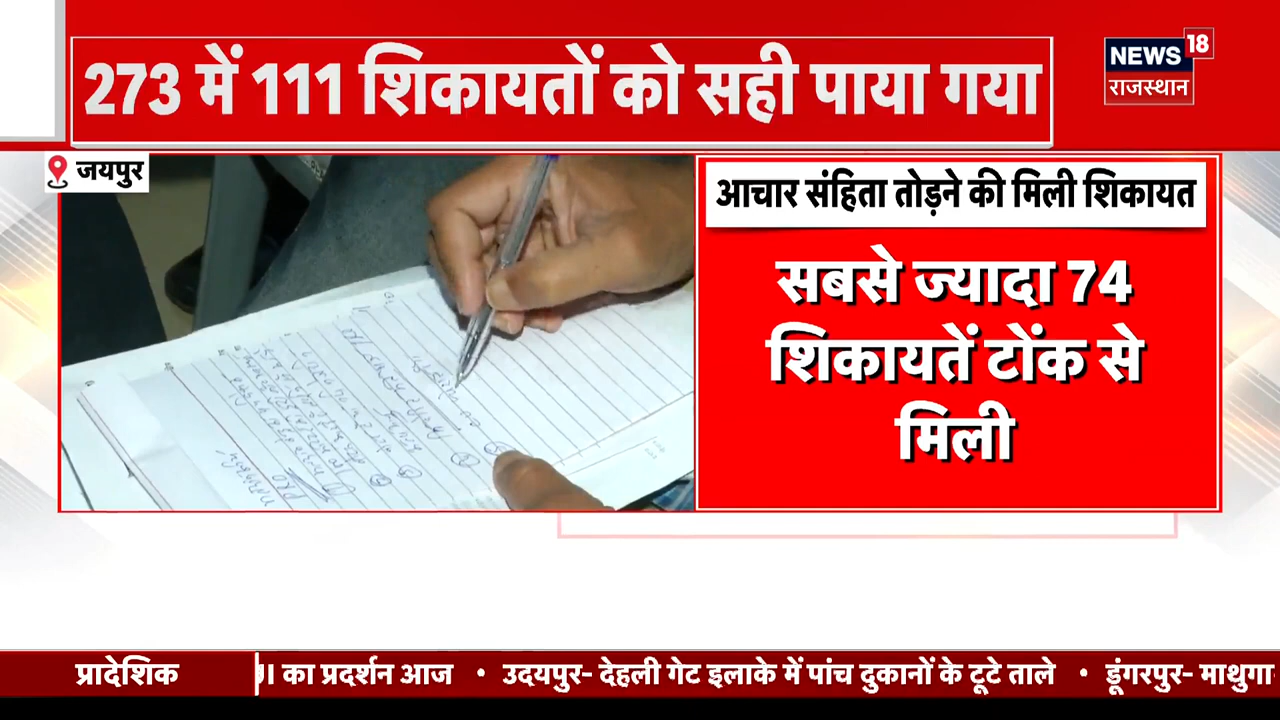 273 में 111 शिकायतों को सही पाया गया
NEWS 18
राजस्थान
जयपुर
आचार संहिता तोड़ने की मिली शिकायत
सबसे ज्यादा 74
शिकायतें टोंक से
मिली
PRO
प्रादेशिक
का प्रदर्शन आज • उदयपुर- देहली गेट इलाके में पांच दुकानों के टूटे ताले • डूंगरपुर- माथुगा